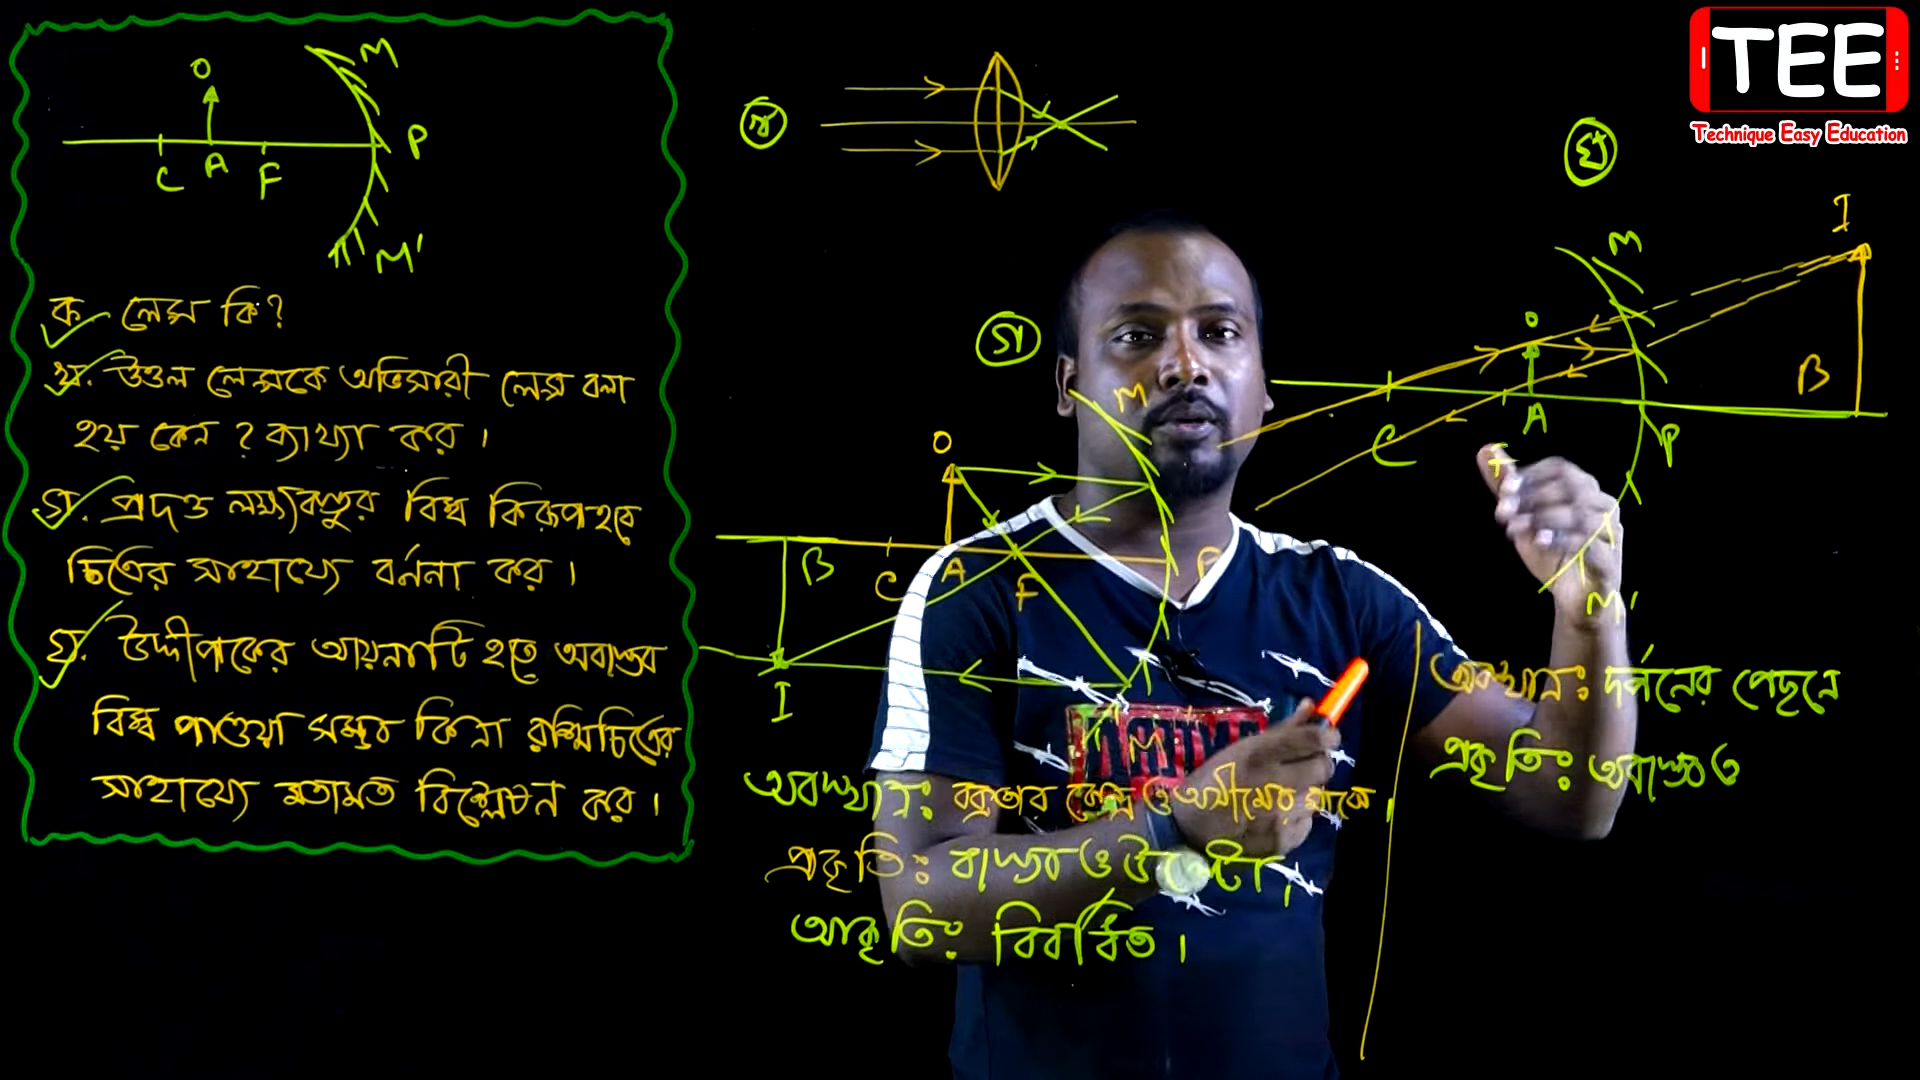 O
M
C A F
P
M'
ক. লেন্স কি?
খ. উত্তল লেন্সকে অভিসারী লেন্স বলা
হয় কেন? ব্যাখ্যা কর।
গ. প্রদত্ত লক্ষ্যবস্তুর বিম্ব কিরূপ হবে
চিত্রের সাহায্যে বর্ননা কর।
ঘ. উদ্দীপকের আয়নাটি হতে অবাস্তব
বিম্ব পাওয়া সম্ভব কিনা রশ্মিচিত্রের
সাহায্যে মতামত বিশ্লেষন কর।
খ
গ
O
M
B C A F
I
M'
অবস্থান: বক্রতার কেন্দ্র ও অসীমের মাঝে।
প্রকৃতি: বাস্তব ও উল্টো।
আকৃতি: বিবর্ধিত।
TEE
Technique Easy Education
ঘ
I
M
O
B
C F A P
M'
অবস্থান: দর্পনের পেছনে
প্রকৃতি: অবাস্তব ও